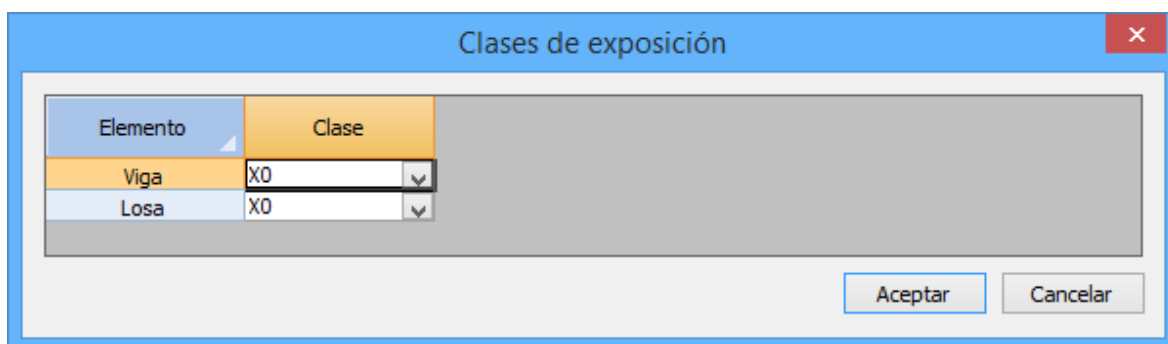 Clases de exposición
Elemento Clase
Viga X0
Losa X0
Aceptar Cancelar